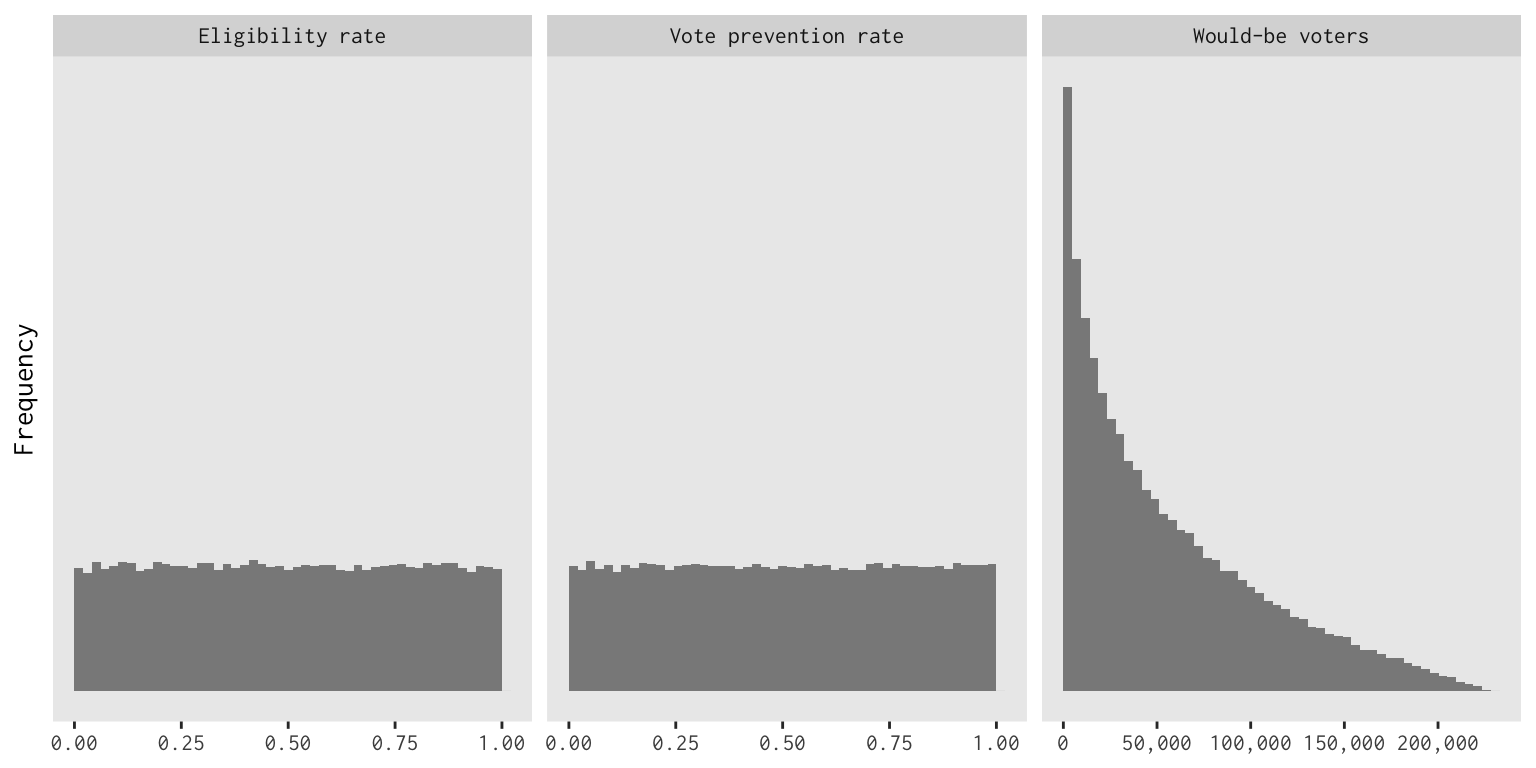 Eligibility rate
Vote prevention rate
Would-be voters
Frequency
0.00 0.25 0.50 0.75 1.00
0.00 0.25 0.50 0.75 1.00
0 50,000 100,000 150,000 200,000